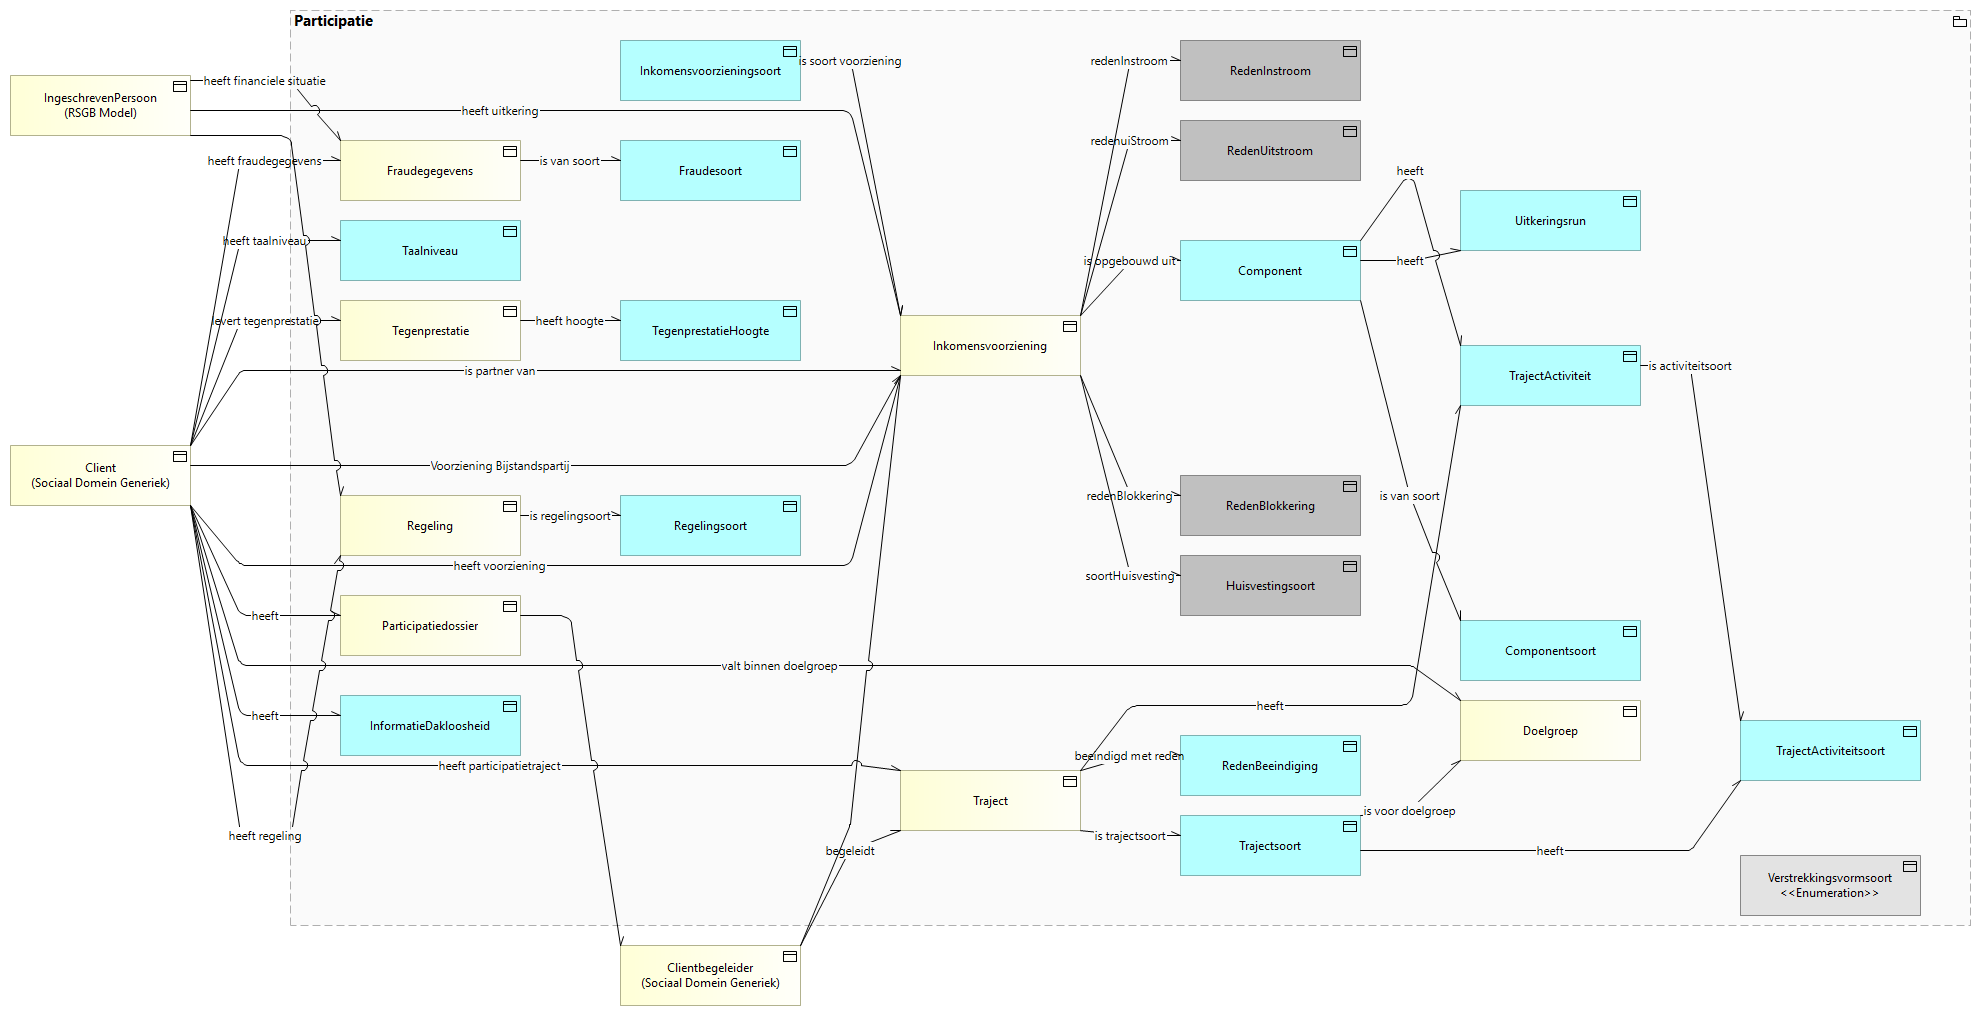 Participatie
Inkomensvoorzieningsoort
is soort voorziening
redenInstroom
RedenInstroom
heeft financiele situatie
IngeschrevenPersoon
(RSGB Model)
heeft uitkering
redenuiStroom
RedenUitstroom
heeft fraudegegevens
Fraudegegevens
is van soort
Fraudesoort
heeft
Uitkeringsrun
heeft taalniveau
Taalniveau
is opgebouwd uit
Component
heeft
levert tegenprestatie
Tegenprestatie
heeft hoogte
TegenprestatieHoogte
Inkomensvoorziening
is partner van
TrajectActiviteit
is activiteitsoort
Client
(Sociaal Domein Generiek)
Voorziening Bijstandspartij
redenBlokkering
RedenBlokkering
is van soort
Regeling
is regelingsoort
Regelingsoort
heeft voorziening
soortHuisvesting
Huisvestingsoort
heeft
Participatiedossier
Componentsoort
valt binnen doelgroep
heeft
InformatieDakloosheid
heeft
Doelgroep
beeindigd met reden
RedenBeeindiging
TrajectActiviteitsoort
heeft participatietraject
Traject
is voor doelgroep
heeft regeling
is trajectsoort
Trajectsoort
begeleidt
heeft
Verstrekkingsvormsoort
<<Enumeration>>
Clientbegeleider
(Sociaal Domein Generiek)